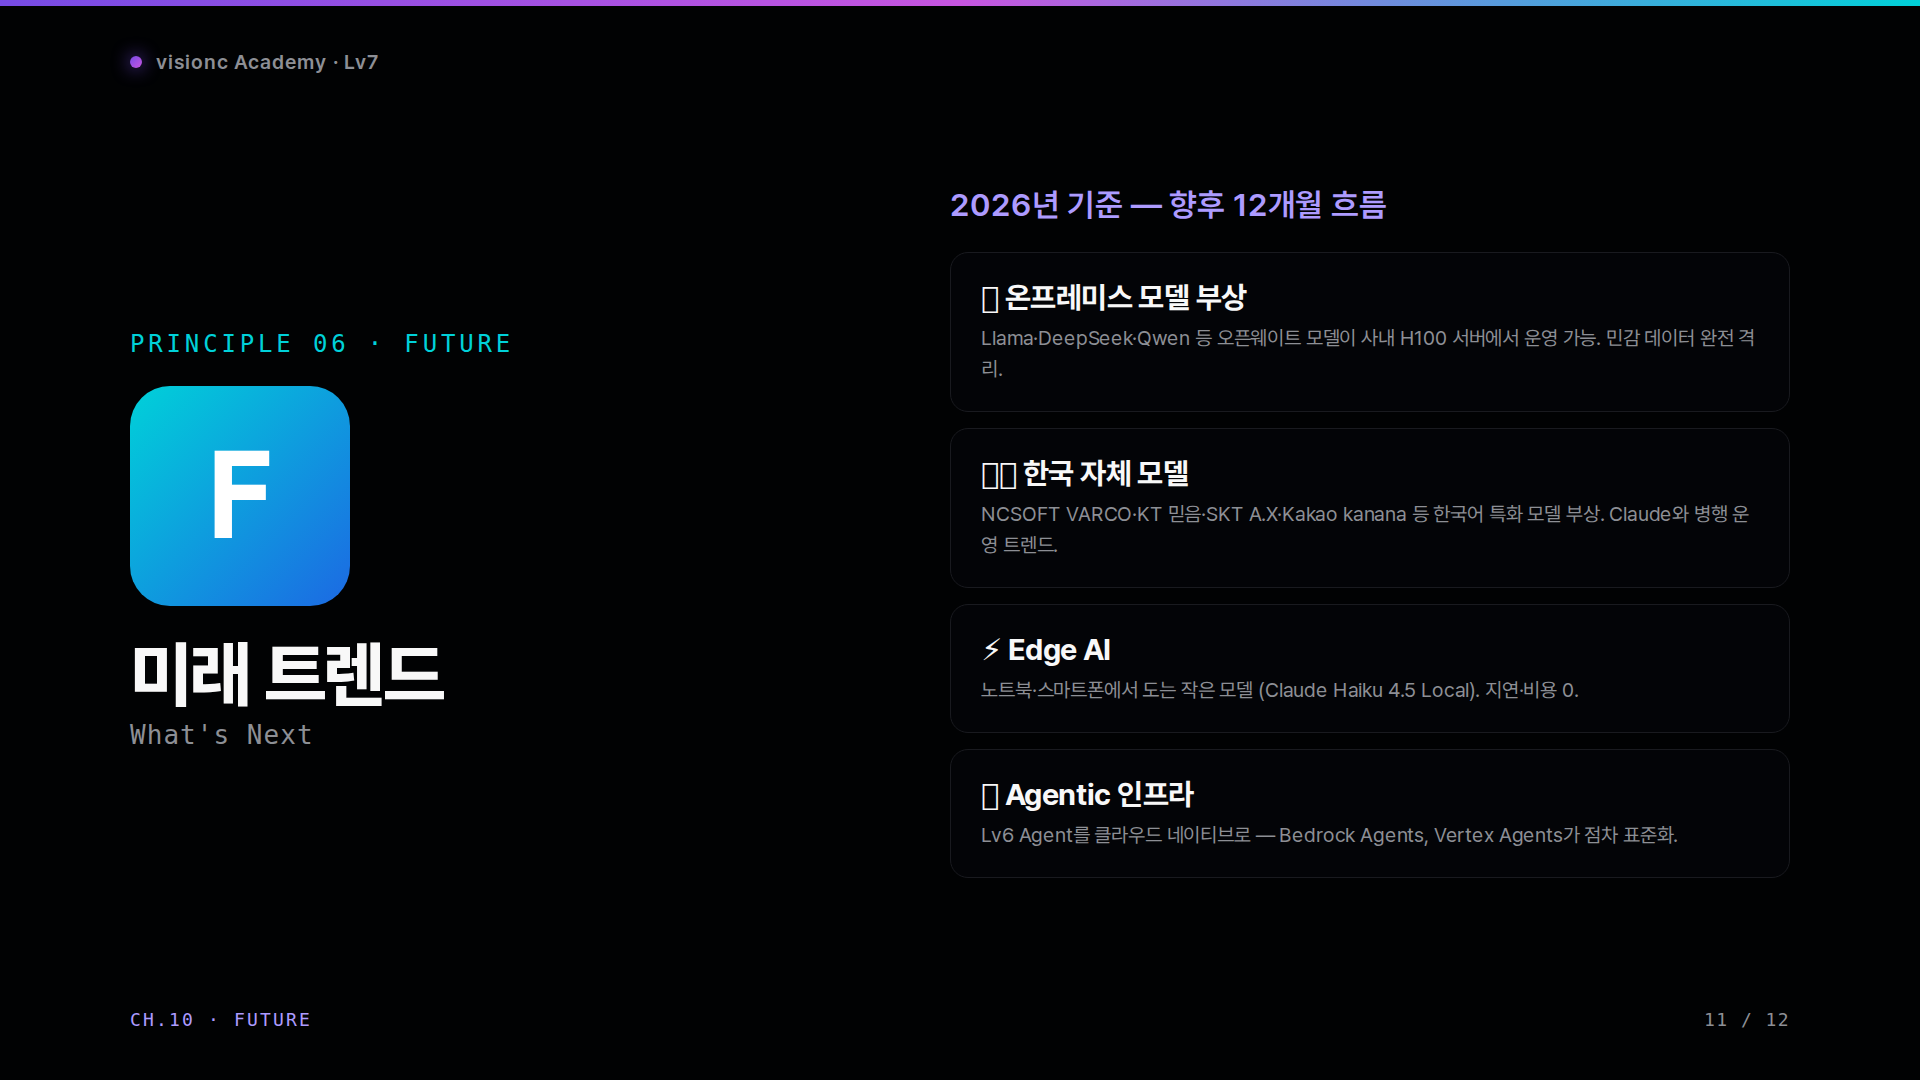 visionc Academy · Lv7
PRINCIPLE 06 · FUTURE
F
미래 트렌드
What's Next
2026년 기준 — 향후 12개월 흐름
온프레미스 모델 부상
Llama·DeepSeek·Qwen 등 오픈웨이트 모델이 사내 H100 서버에서 운영 가능. 민감 데이터 완전 격
리.
한국 자체 모델
NCSOFT VARCO·KT 믿음·SKT A.X·Kakao kanana 등 한국어 특화 모델 부상. Claude와 병행 운
영 트렌드.
⚡ Edge AI
노트북·스마트폰에서 도는 작은 모델 (Claude Haiku 4.5 Local). 지연·비용 0.
Agentic 인프라
Lv6 Agent를 클라우드 네이티브로 — Bedrock Agents, Vertex Agents가 점차 표준화.
CH.10 · FUTURE
11 / 12